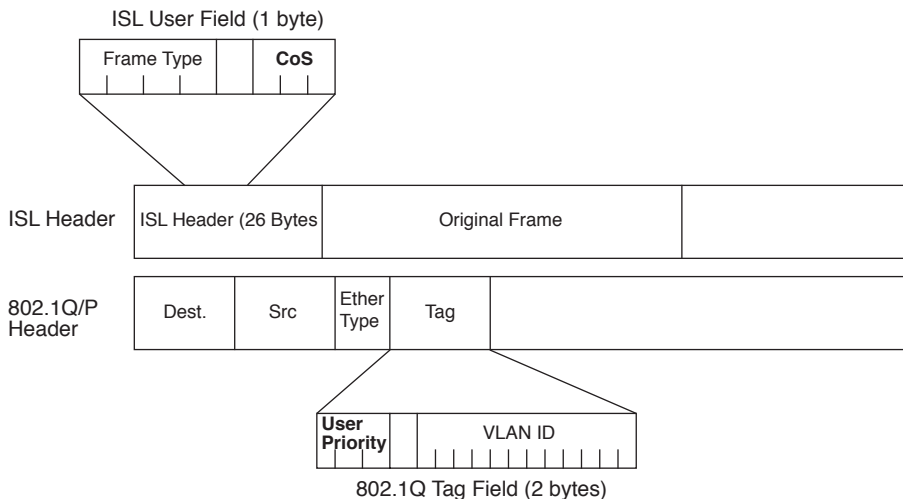 ISL User Field (1 byte)
Frame Type
CoS
ISL Header
ISL Header (26 Bytes
Original Frame
802.1Q/P
Header
Dest.
Src
Ether
Type
Tag
User
Priority
VLAN ID
802.1Q Tag Field (2 bytes)